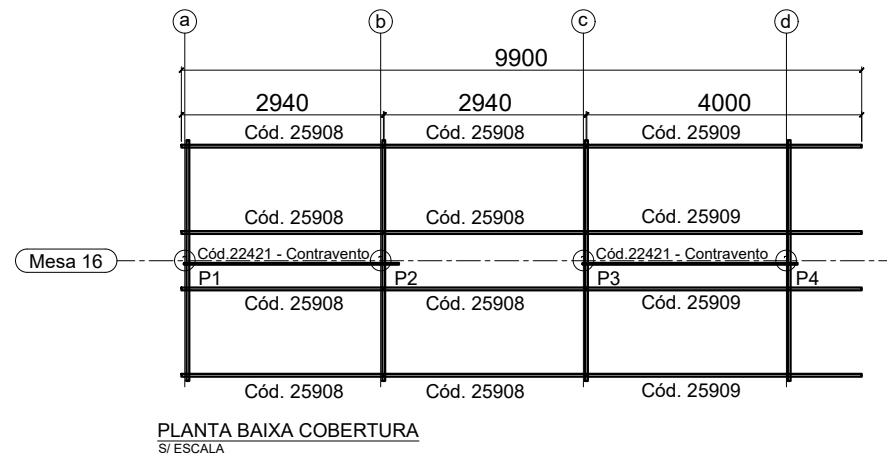 a b c d
9900
2940 2940 4000
Cód. 25908 Cód. 25908 Cód. 25909
Cód. 25908 Cód. 25908 Cód. 25909
Mesa 16 Cód.22421 - Contravento Cód.22421 - Contravento
P1 P2 P3 P4
Cód. 25908 Cód. 25908 Cód. 25909
Cód. 25908 Cód. 25908 Cód. 25909
PLANTA BAIXA COBERTURA
S/ ESCALA